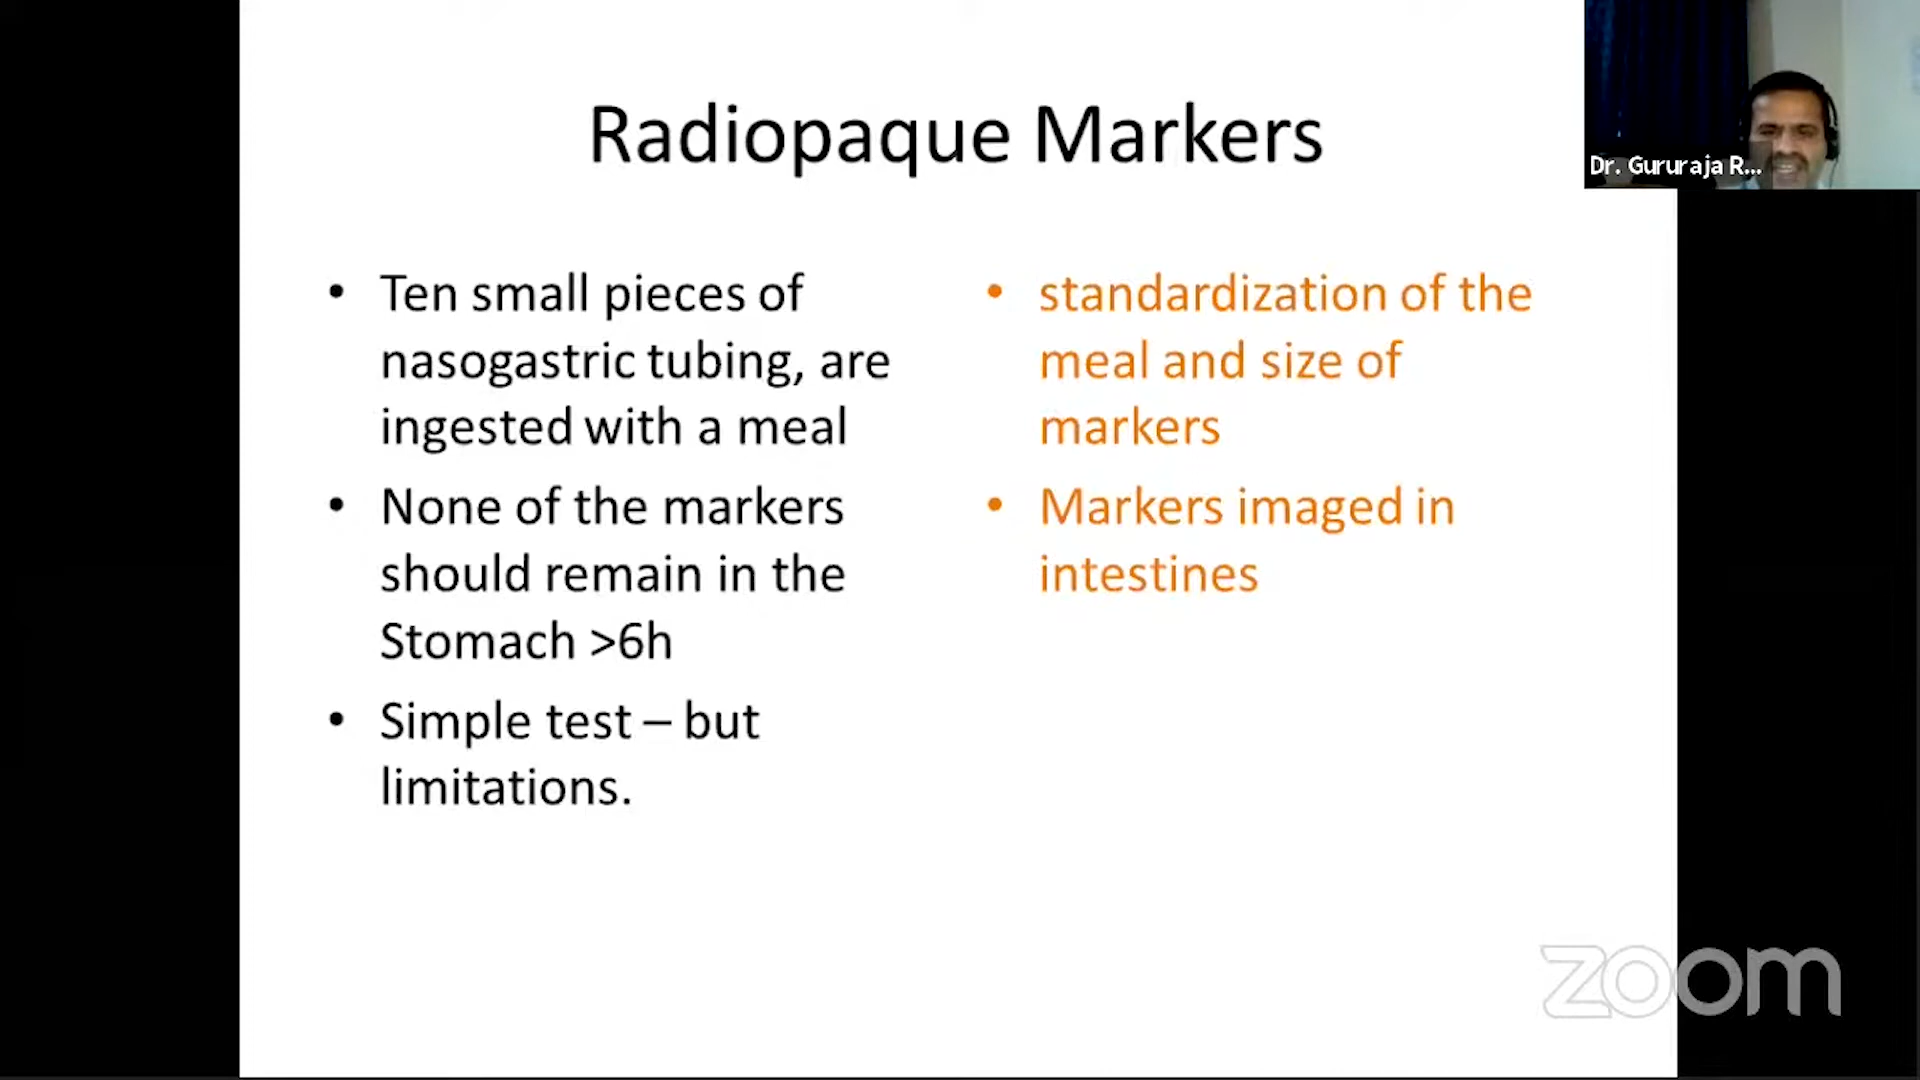 Radiopaque Markers
Dr. Gururaja R...
• Ten small pieces of
nasogastric tubing, are
ingested with a meal
• None of the markers
should remain in the
Stomach >6h
• Simple test – but
limitations.
• standardization of the
meal and size of
markers
• Markers imaged in
intestines
zoom